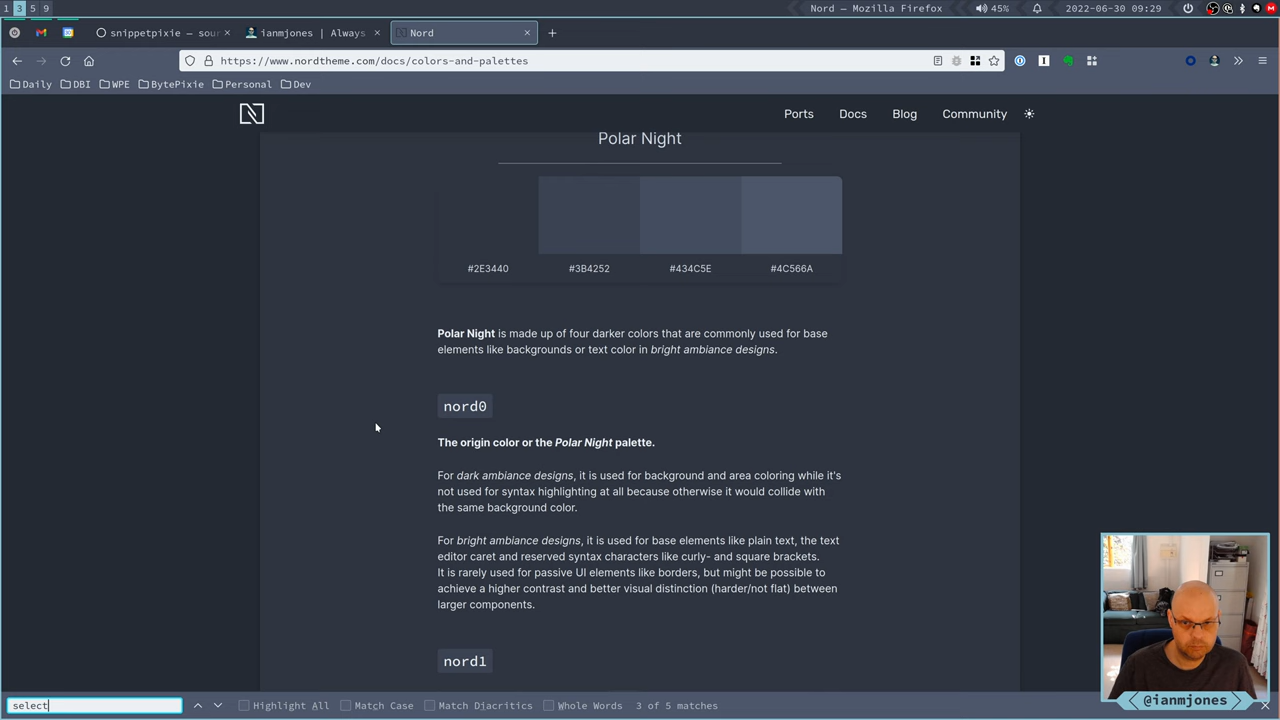 1 3 5 9
Nord — Mozilla Firefox
45%
2022-06-30 09:29
snippetpixie — sour
ianmjones | Always
Nord
https://www.nordtheme.com/docs/colors-and-palettes
Daily DBI WPE BytePixie Personal Dev
Ports Docs Blog Community
Polar Night
#2E3440 #3B4252 #434C5E #4C566A
Polar Night is made up of four darker colors that are commonly used for base
elements like backgrounds or text color in bright ambiance designs.
nord0
The origin color or the Polar Night palette.
For dark ambiance designs, it is used for background and area coloring while it's
not used for syntax highlighting at all because otherwise it would collide with
the same background color.
For bright ambiance designs, it is used for base elements like plain text, the text
editor caret and reserved syntax characters like curly- and square brackets.
It is rarely used for passive UI elements like borders, but might be possible to
achieve a higher contrast and better visual distinction (harder/not flat) between
larger components.
nord1
@ianmjones
select
Highlight All Match Case Match Diacritics Whole Words 3 of 5 matches